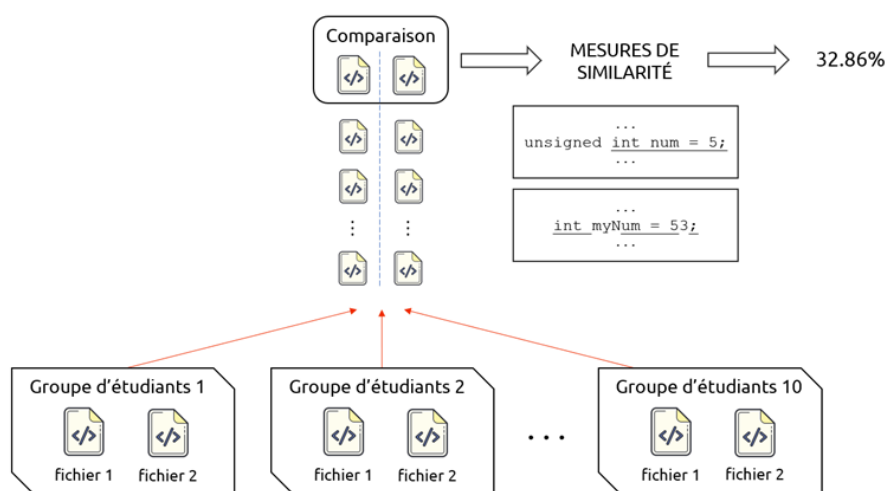 Comparaison
MESURES DE
SIMILARITÉ
32.86%
</>
</>
...
unsigned int num = 5;
...
</>
</>
</>
</>
...
int myNum = 53;
...
</>
</>
Groupe d'étudiants 1
</>
</>
fichier 1
fichier 2
Groupe d'étudiants 2
</>
</>
fichier 1
fichier 2
...
Groupe d'étudiants 10
</>
</>
fichier 1
fichier 2